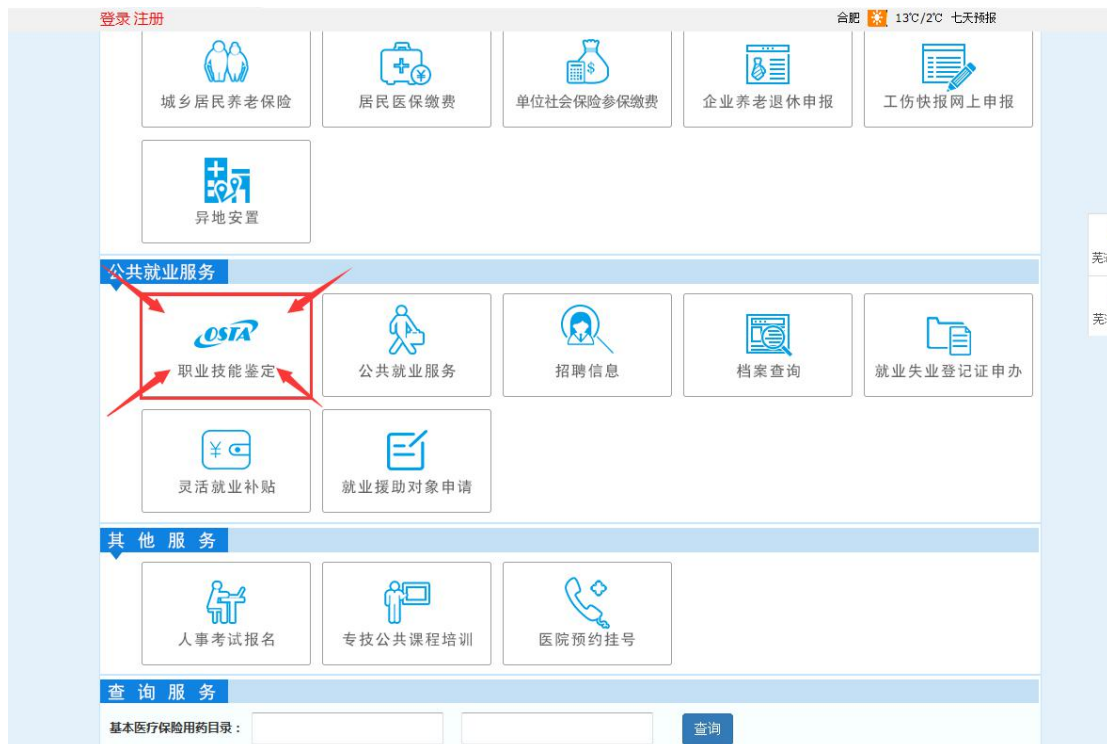 登录 注册
合肥 13℃/2℃ 七天预报
城乡居民养老保险
居民医保缴费
单位社会保险参保缴费
企业养老退休申报
工伤快报网上申报
异地安置
公共就业服务
OSTA
职业技能鉴定
公共就业服务
招聘信息
档案查询
就业失业登记证申办
灵活就业补贴
就业援助对象申请
其他服务
人事考试报名
专技公共课程培训
医院预约挂号
查询服务
基本医疗保险用药目录：
查询